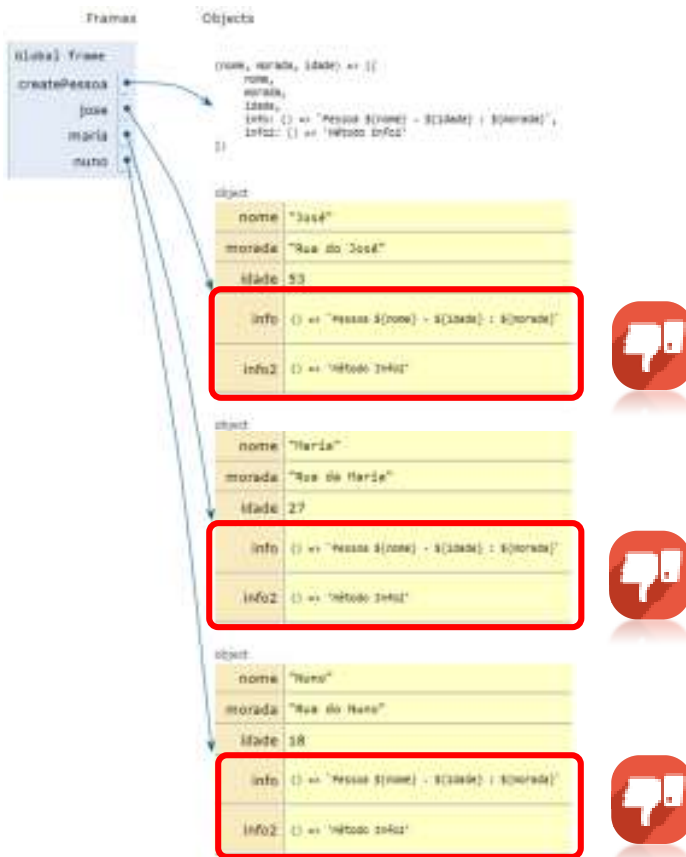 Frames Objects
Global frame
createPessoa
jose
maria
nuno
(nome, morada, idade) => ({
nome,
morada,
idade,
info: () => `Pessoa ${nome} - ${idade} : ${morada}`,
info2: () => 'Método Info2'
})
object
nome "José"
morada "Rua do José"
idade 53
info () => `Pessoa ${nome} - ${idade} : ${morada}`
info2 () => 'Método Info2'
object
nome "Maria"
morada "Rua da Maria"
idade 27
info () => `Pessoa ${nome} - ${idade} : ${morada}`
info2 () => 'Método Info2'
object
nome "Nuno"
morada "Rua do Nuno"
idade 18
info () => `Pessoa ${nome} - ${idade} : ${morada}`
info2 () => 'Método Info2'